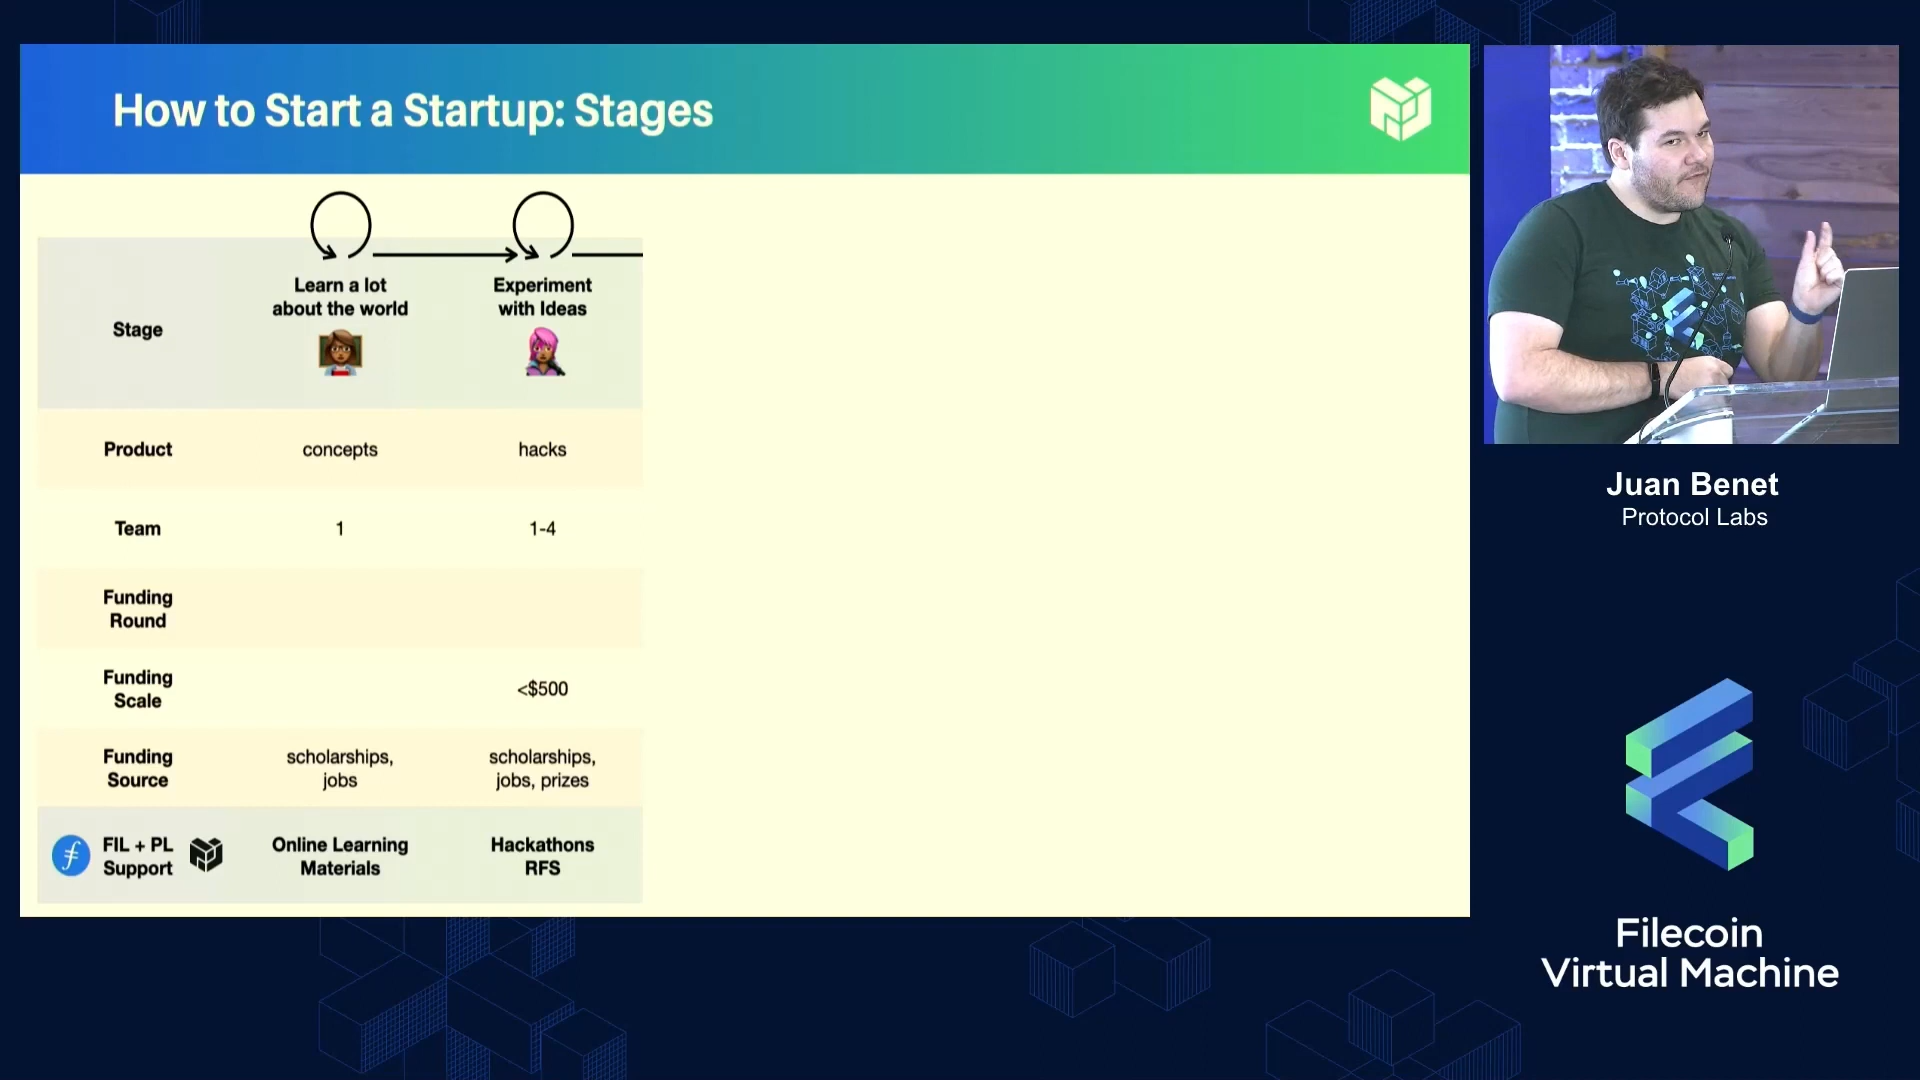 How to Start a Startup: Stages
Stage
Learn a lot
about the world
Experiment
with Ideas
Product
concepts
hacks
Team
1
1-4
Funding
Round
Funding
Scale
<$500
Funding
Source
scholarships,
jobs
scholarships,
jobs, prizes
FIL + PL
Support
Online Learning
Materials
Hackathons
RFS
Juan Benet
Protocol Labs
Filecoin
Virtual Machine